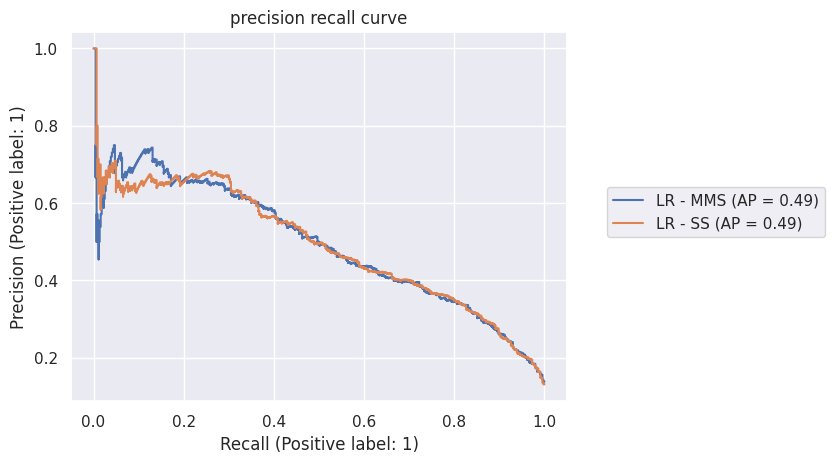 precision recall curve
1.0
0.8
0.6
0.4
0.2
Precision (Positive label: 1)
0.0
0.2
0.4
0.6
0.8
1.0
Recall (Positive label: 1)
LR - MMS (AP = 0.49)
LR - SS (AP = 0.49)